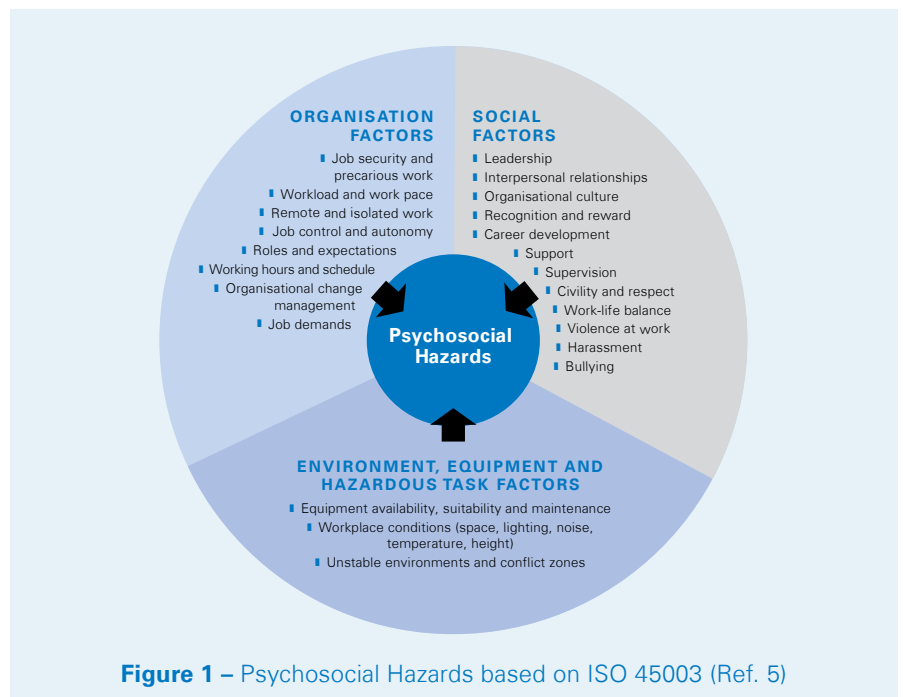 ORGANISATION
FACTORS
▮ Job security and
precarious work
▮ Workload and work pace
▮ Remote and isolated work
▮ Job control and autonomy
▮ Roles and expectations
▮ Working hours and schedule
▮ Organisational change
management
▮ Job demands
SOCIAL
FACTORS
▮ Leadership
▮ Interpersonal relationships
▮ Organisational culture
▮ Recognition and reward
▮ Career development
▮ Support
▮ Supervision
▮ Civility and respect
▮ Work-life balance
▮ Violence at work
▮ Harassment
▮ Bullying
Psychosocial
Hazards
ENVIRONMENT, EQUIPMENT AND
HAZARDOUS TASK FACTORS
▮ Equipment availability, suitability and maintenance
▮ Workplace conditions (space, lighting, noise,
temperature, height)
▮ Unstable environments and conflict zones
Figure 1 – Psychosocial Hazards based on ISO 45003 (Ref. 5)